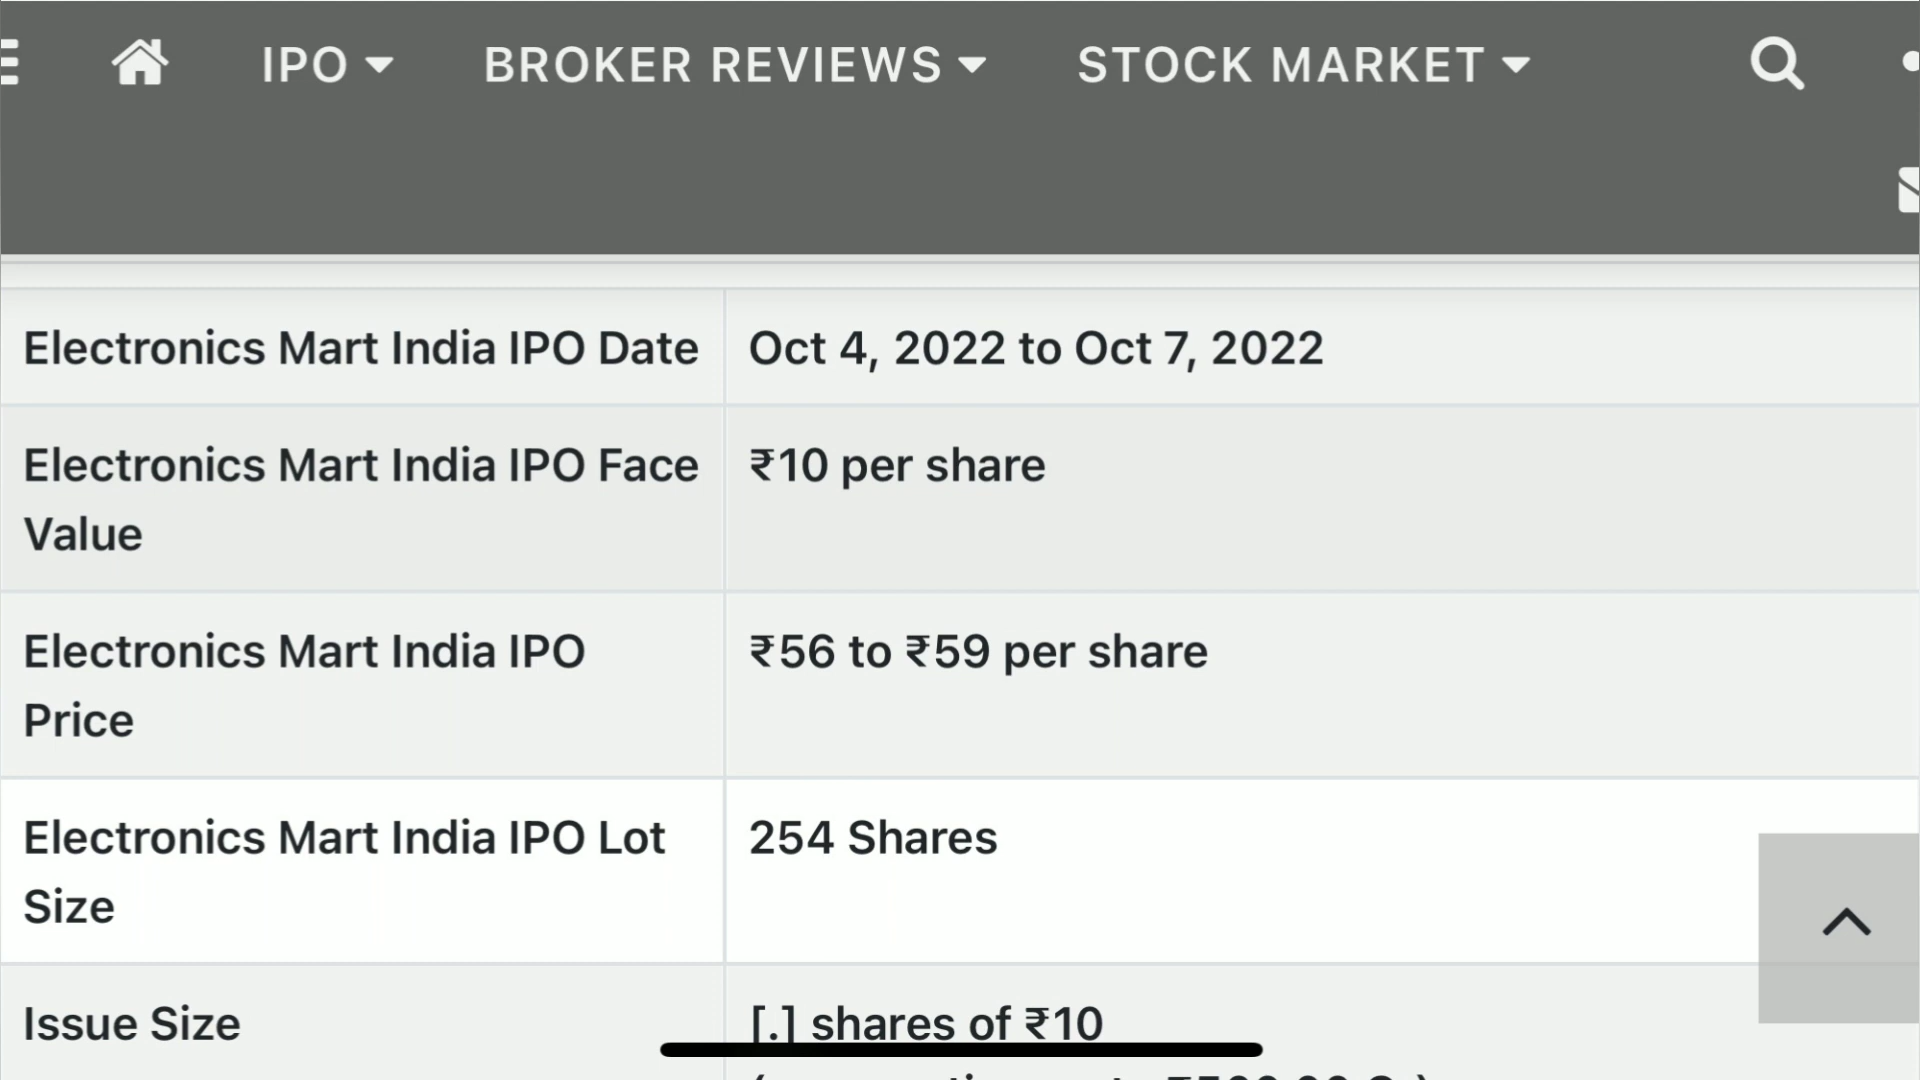 IPO BROKER REVIEWS STOCK MARKET
Electronics Mart India IPO Date Oct 4, 2022 to Oct 7, 2022
Electronics Mart India IPO Face ₹10 per share
Value
Electronics Mart India IPO ₹56 to ₹59 per share
Price
Electronics Mart India IPO Lot 254 Shares
Size
Issue Size [.] shares of ₹10